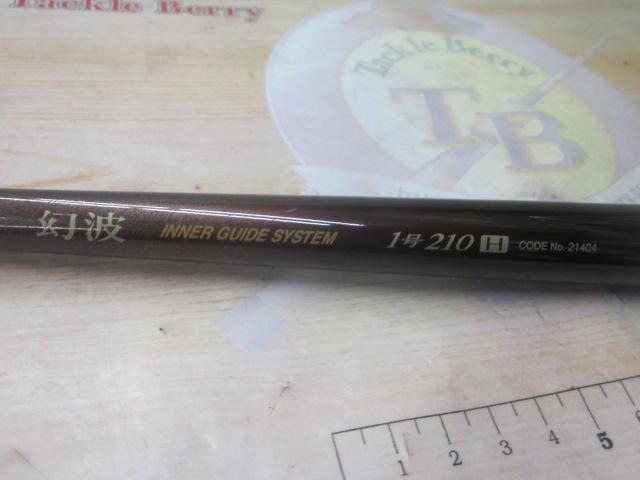 Tackle Berry
Tackle Berry
TB
幻波 INNER GUIDE SYSTEM 1号 210 H CODE No. 21404
1 2 3 4 5